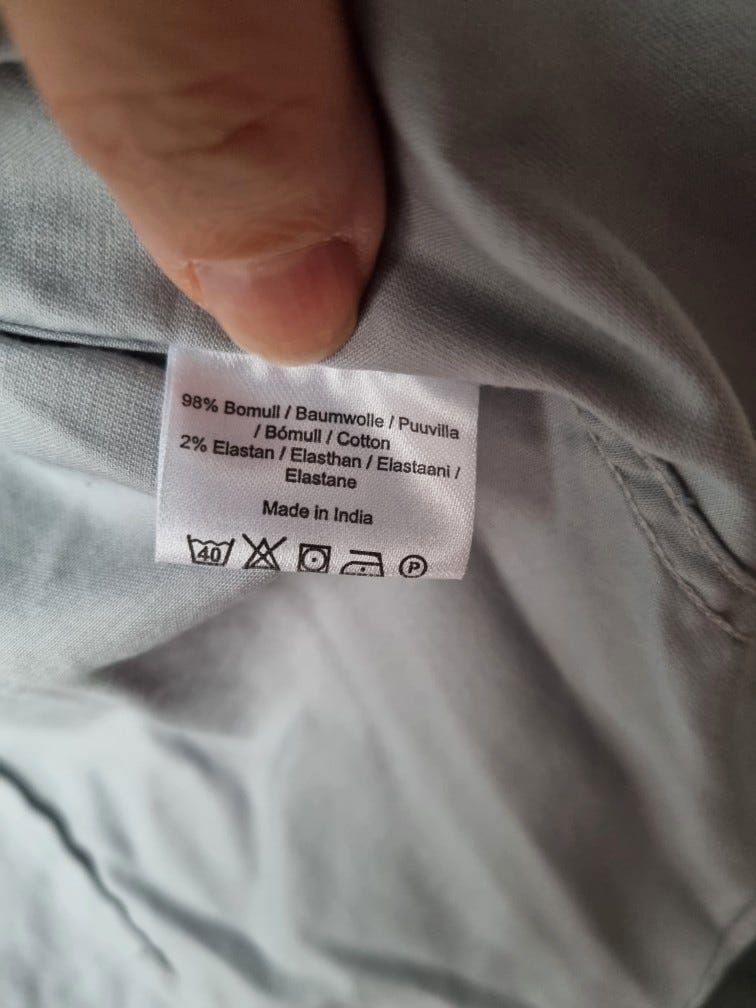 98% Bomull / Baumwolle / Puuvilla
/ Bómull / Cotton
2% Elastan / Elasthan / Elastaani /
Elastane
Made in India
40 P